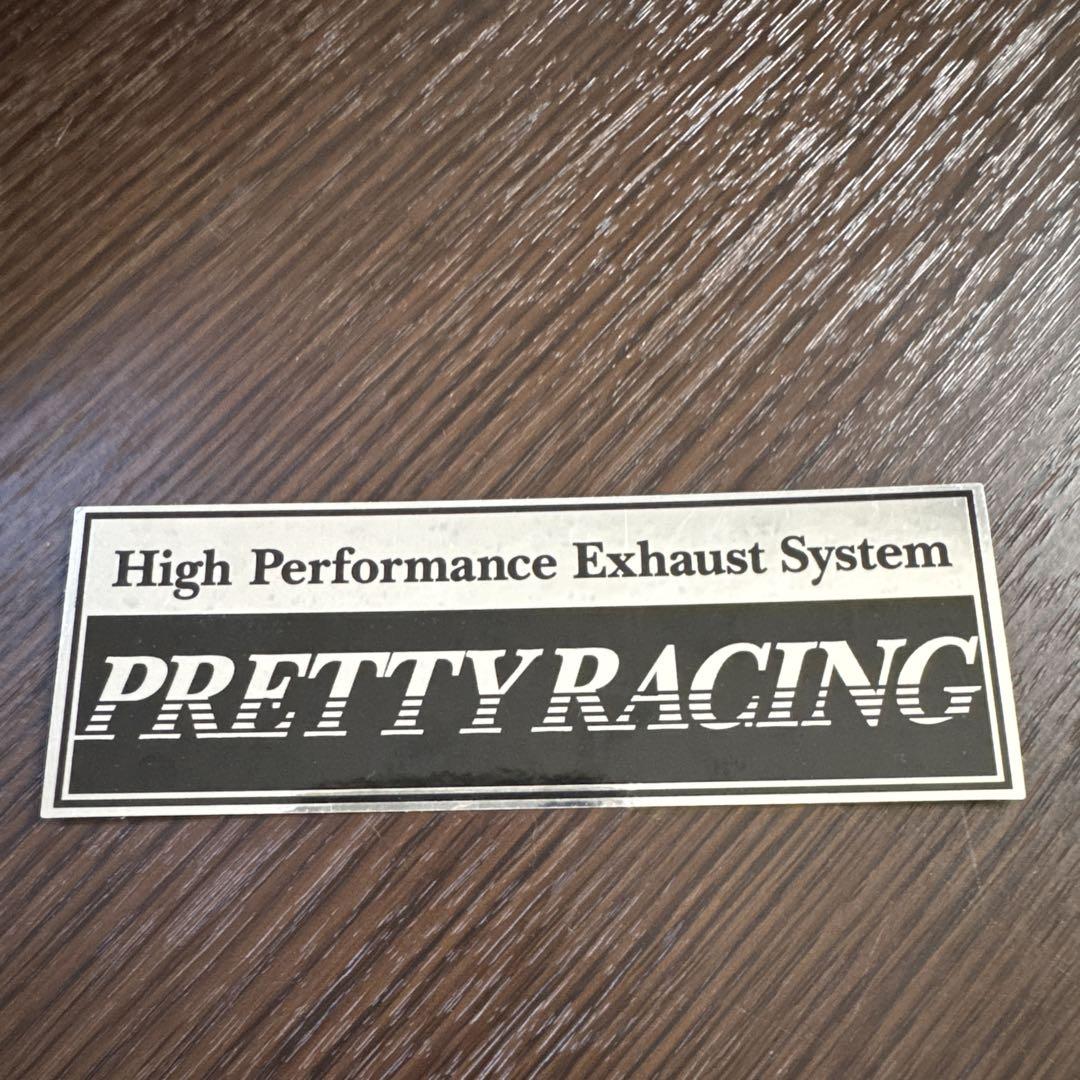 High Performance Exhaust System
PRETTY RACING